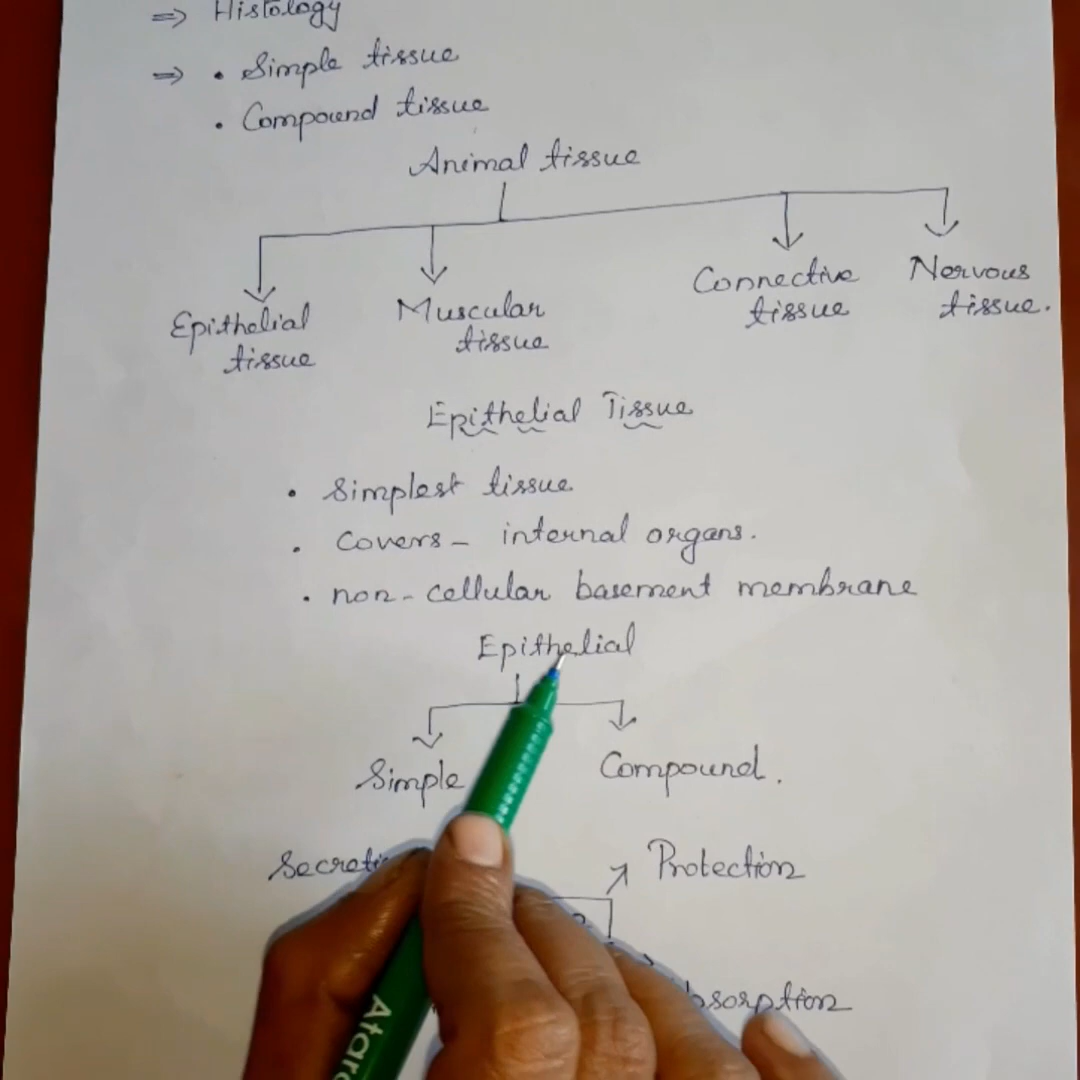 ⇒ Histology
⇒ • Simple tissue
• Compound tissue
Animal tissue
Epithelial tissue
Muscular tissue
Connective tissue
Nervous tissue.
Epithelial Tissue
• Simplest tissue
• covers - internal organs.
• non-cellular basement membrane
Epithelial
Simple
Compound.
Protection